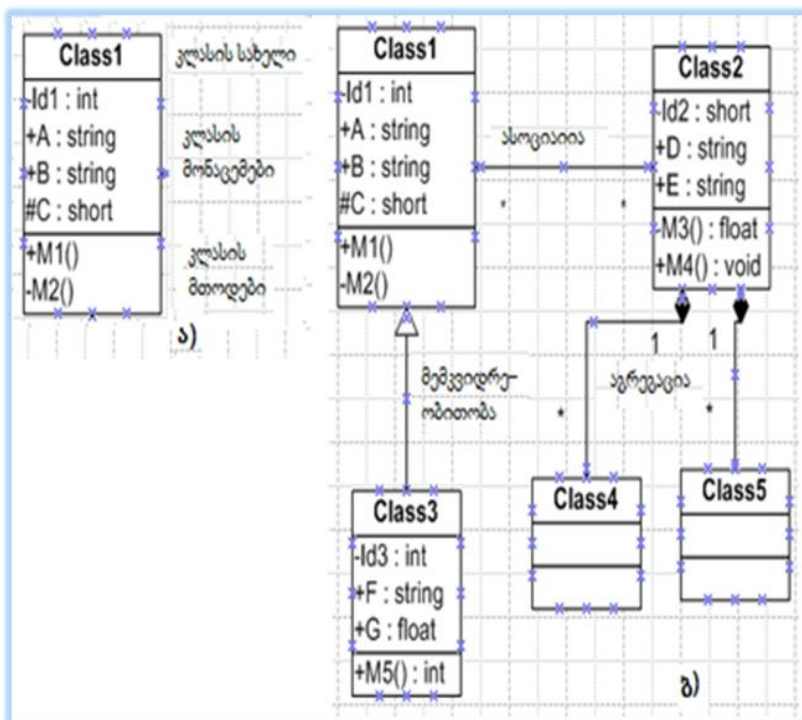 Class1
კლასის სახელი
-Id1 : int
+A : string
+B : string
#C : short
კლასის
მონაცემები
+M1()
-M2()
კლასის
მთოდები
ა)
Class1
-Id1 : int
+A : string
+B : string
#C : short
+M1()
-M2()
ასოციაიია
*
*
Class2
-Id2 : short
+D : string
+E : string
-M3() : float
+M4() : void
1
1
მემკვიდრე-
ობითობა
აგრეგაცია
*
*
Class3
-Id3 : int
+F : string
+G : float
+M5() : int
Class4
Class5
გ)